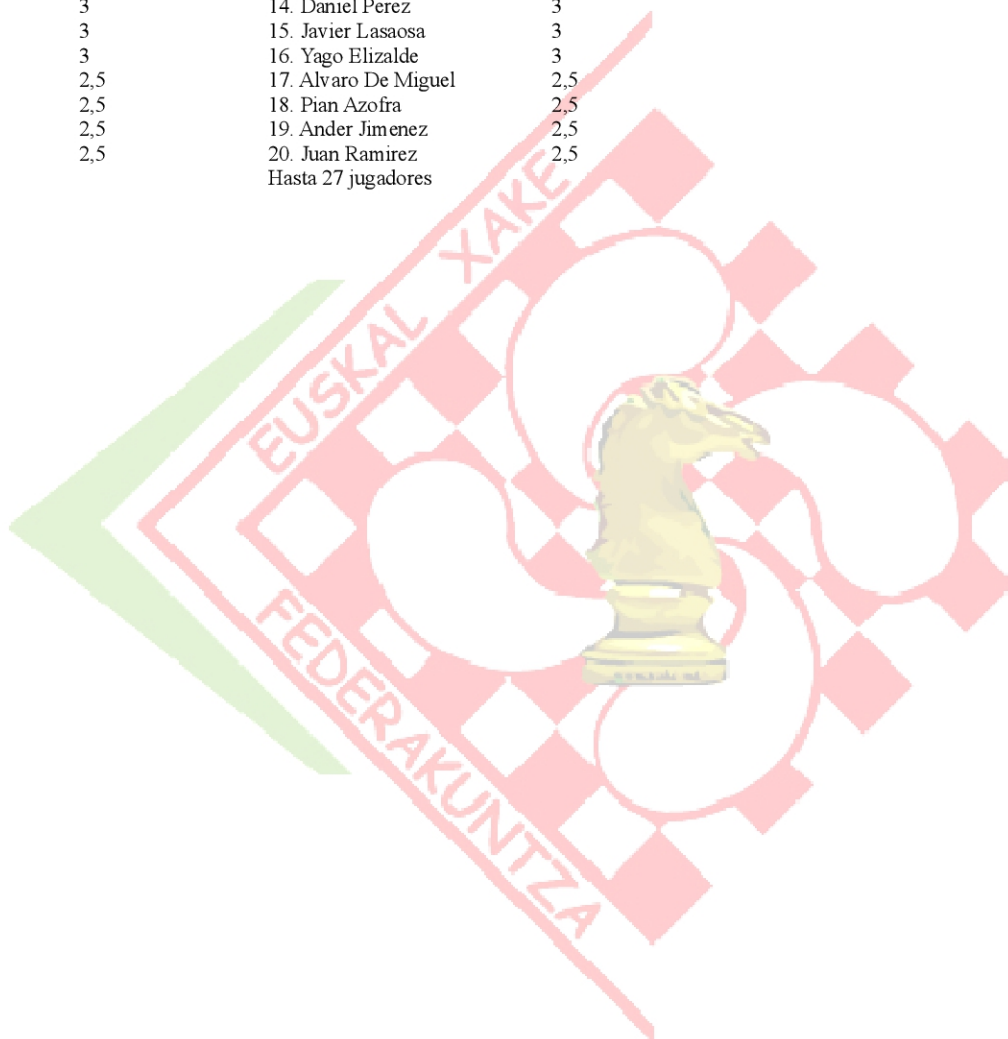 3 14. Daniel Perez 3
3 15. Javier Lasaosa 3
3 16. Yago Elizalde 3
2,5 17. Alvaro De Miguel 2,5
2,5 18. Pian Azofra 2,5
2,5 19. Ander Jimenez 2,5
2,5 20. Juan Ramirez 2,5
Hasta 27 jugadores
EUSKAL XAKE
FEDERAKUNTZA